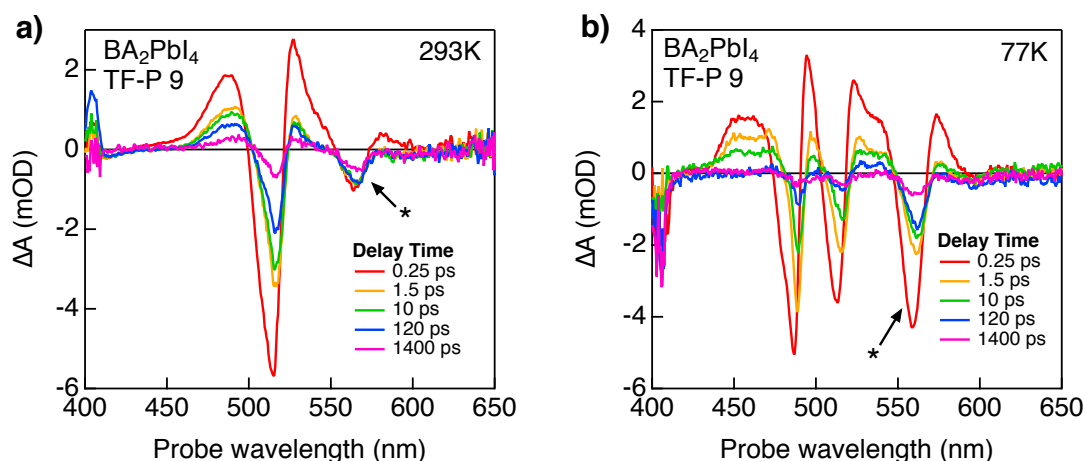 a)
BA₂PbI₄
TF-P 9
293K
2
0
-2
-4
-6
ΔA (mOD)
*
Delay Time
0.25 ps
1.5 ps
10 ps
120 ps
1400 ps
400 450 500 550 600 650
Probe wavelength (nm)
b)
BA₂PbI₄
TF-P 9
77K
4
2
0
-2
-4
-6
ΔA (mOD)
*
Delay Time
0.25 ps
1.5 ps
10 ps
120 ps
1400 ps
400 450 500 550 600 650
Probe wavelength (nm)